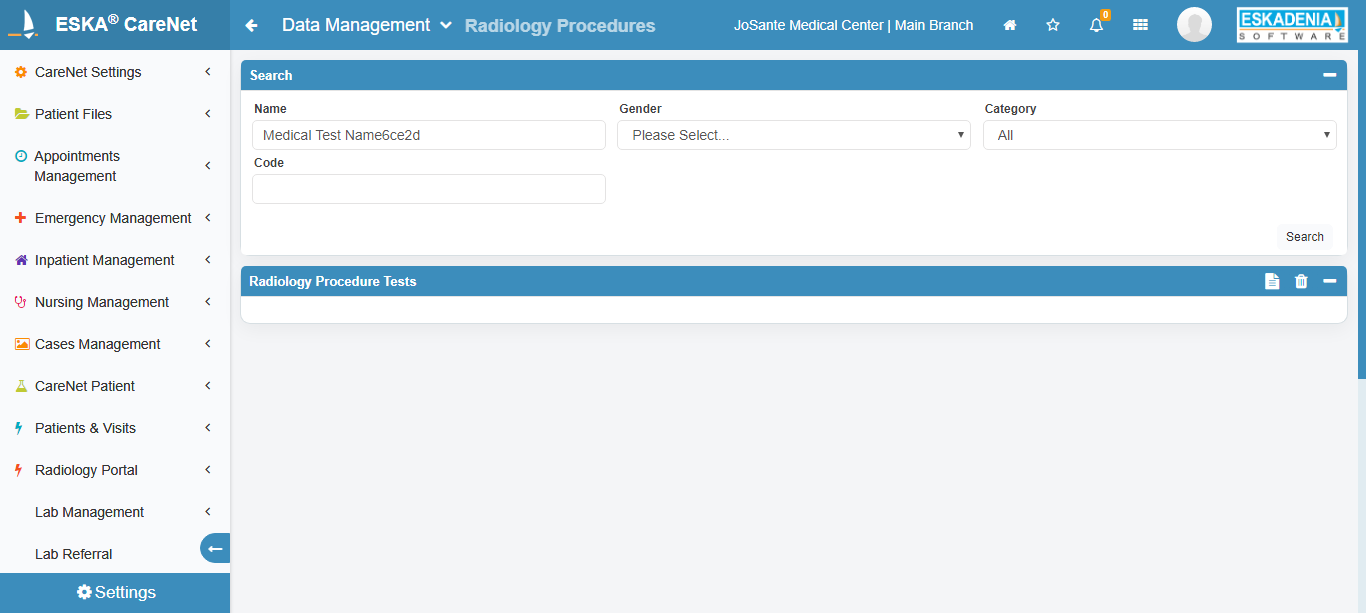 ESKA® CareNet
Data Management
Radiology Procedures
JoSante Medical Center | Main Branch
0
ESKADENIA
SOFTWARE
CareNet Settings
Patient Files
Appointments
Management
Emergency Management
Inpatient Management
Nursing Management
Cases Management
CareNet Patient
Patients & Visits
Radiology Portal
Lab Management
Lab Referral
Settings
Search
Name
Gender
Category
Medical Test Name6ce2d
Please Select...
All
Code
Search
Radiology Procedure Tests